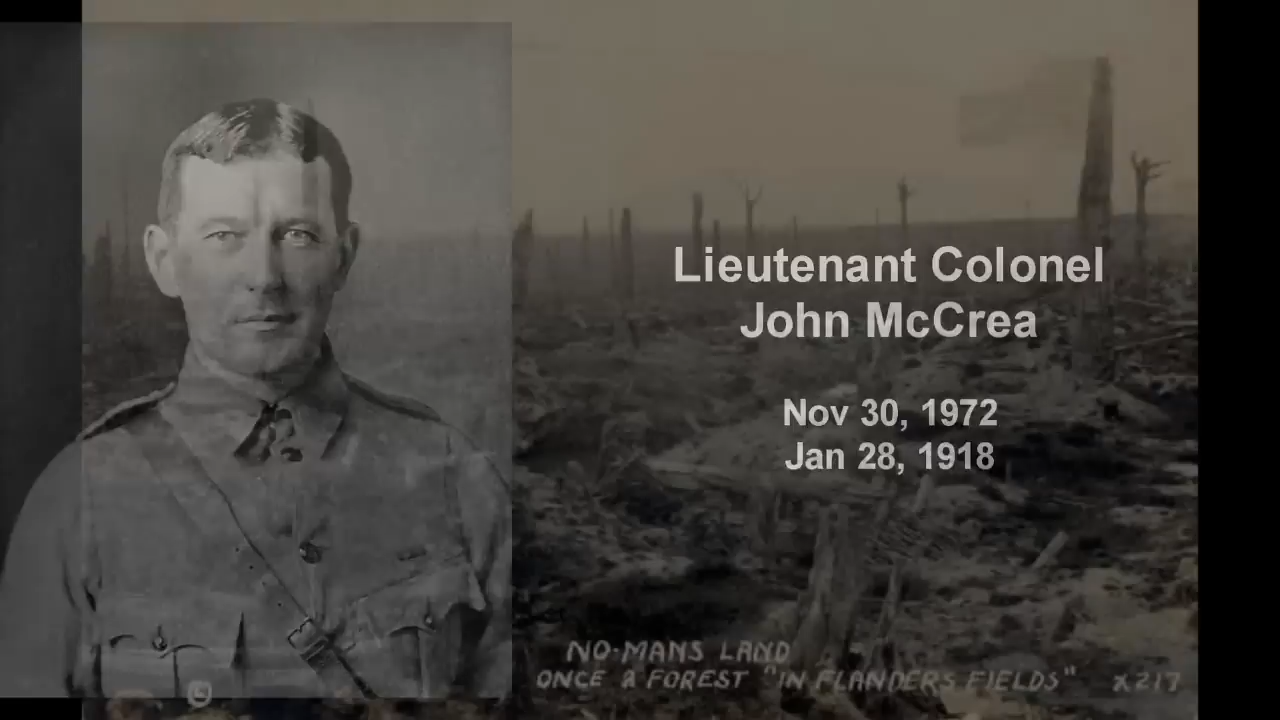 Lieutenant Colonel
John McCrea
Nov 30, 1972
Jan 28, 1918
NO-MANS LAND
ONCE A FOREST "IN FLANDERS FIELDS" X217